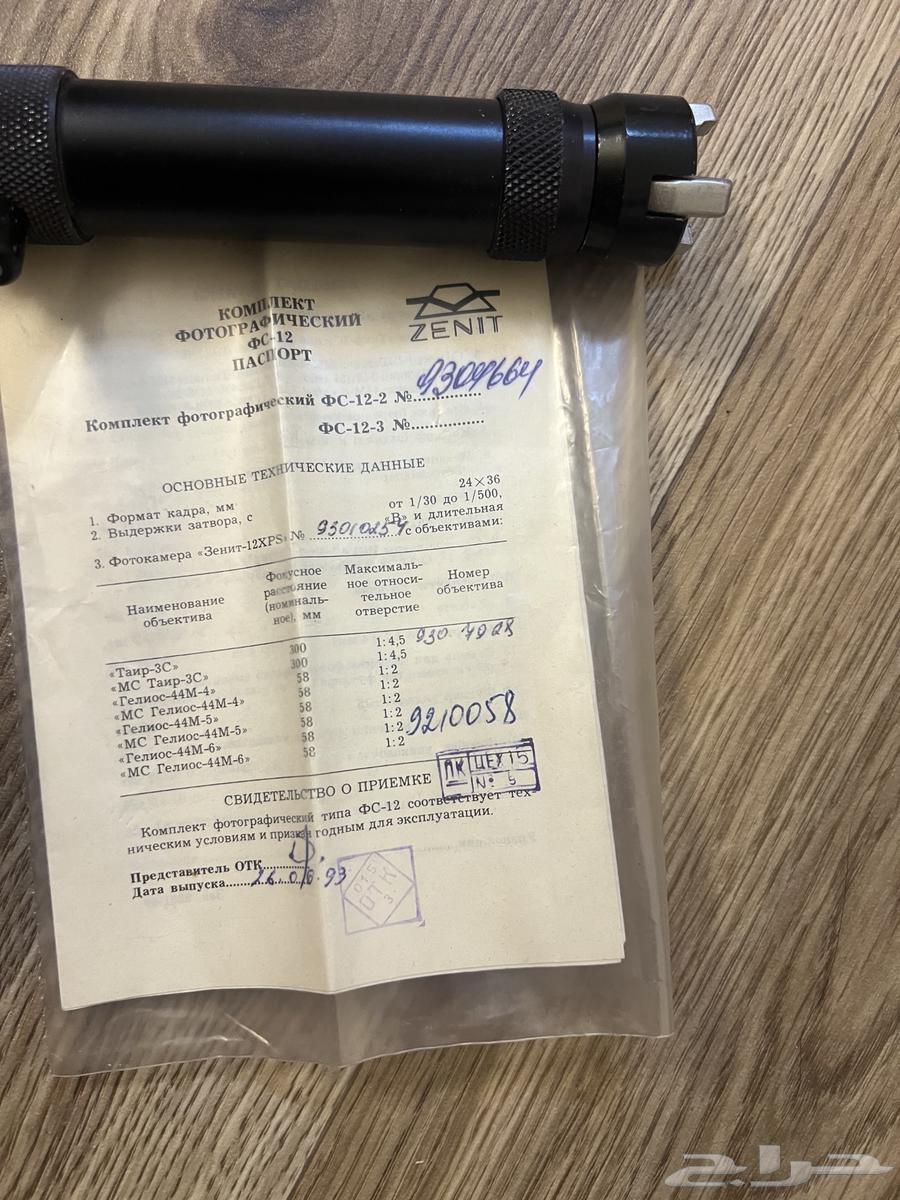 КОМПЛЕКТ
ФОТОГРАФИЧЕСКИЙ
ФС-12
ПАСПОРТ
ZENIT
Комплект фотографический ФС-12-2 №
ФС-12-3 №
ОСНОВНЫЕ ТЕХНИЧЕСКИЕ ДАННЫЕ
1. Формат кадра, мм 24×36
2. Выдержки затвора, с от 1/30 до 1/500,
«В» и длительная
3. Фотокамера «Зенит-12XPS» № с объективами:
Наименование объектива Фокусное расстояние (номиналь-ное), мм Максималь-ное относи-тельное отверстие Номер объектива
«Таир-3С» 300 1:4,5
«МС Таир-3С» 300 1:4,5
«Гелиос-44М-4» 58 1:2
«МС Гелиос-44М-4» 58 1:2
«Гелиос-44М-5» 58 1:2
«МС Гелиос-44М-5» 58 1:2 9210058
«Гелиос-44М-6» 58 1:2
«МС Гелиос-44М-6» 58 1:2
ПК ЦЕХ 15
№ 5
СВИДЕТЕЛЬСТВО О ПРИЕМКЕ
Комплект фотографический типа ФС-12 соответствует тех-
ническим условиям и признан годным для эксплуатации.
Представитель ОТК
Дата выпуска 93
015
ОТК
3
حراج